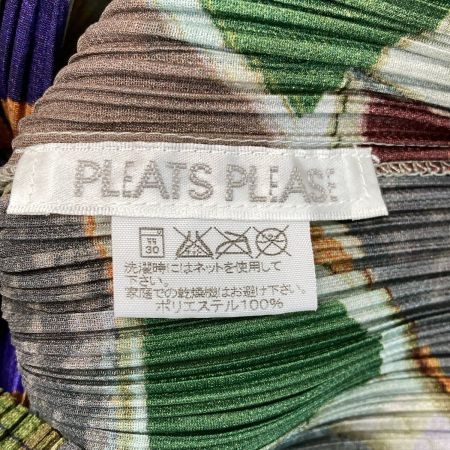 PLEATS PLEASE
弱
30
洗濯時にはネットを使用して
下さい。
家庭での乾燥機はお避け下さい。
ポリエステル100%